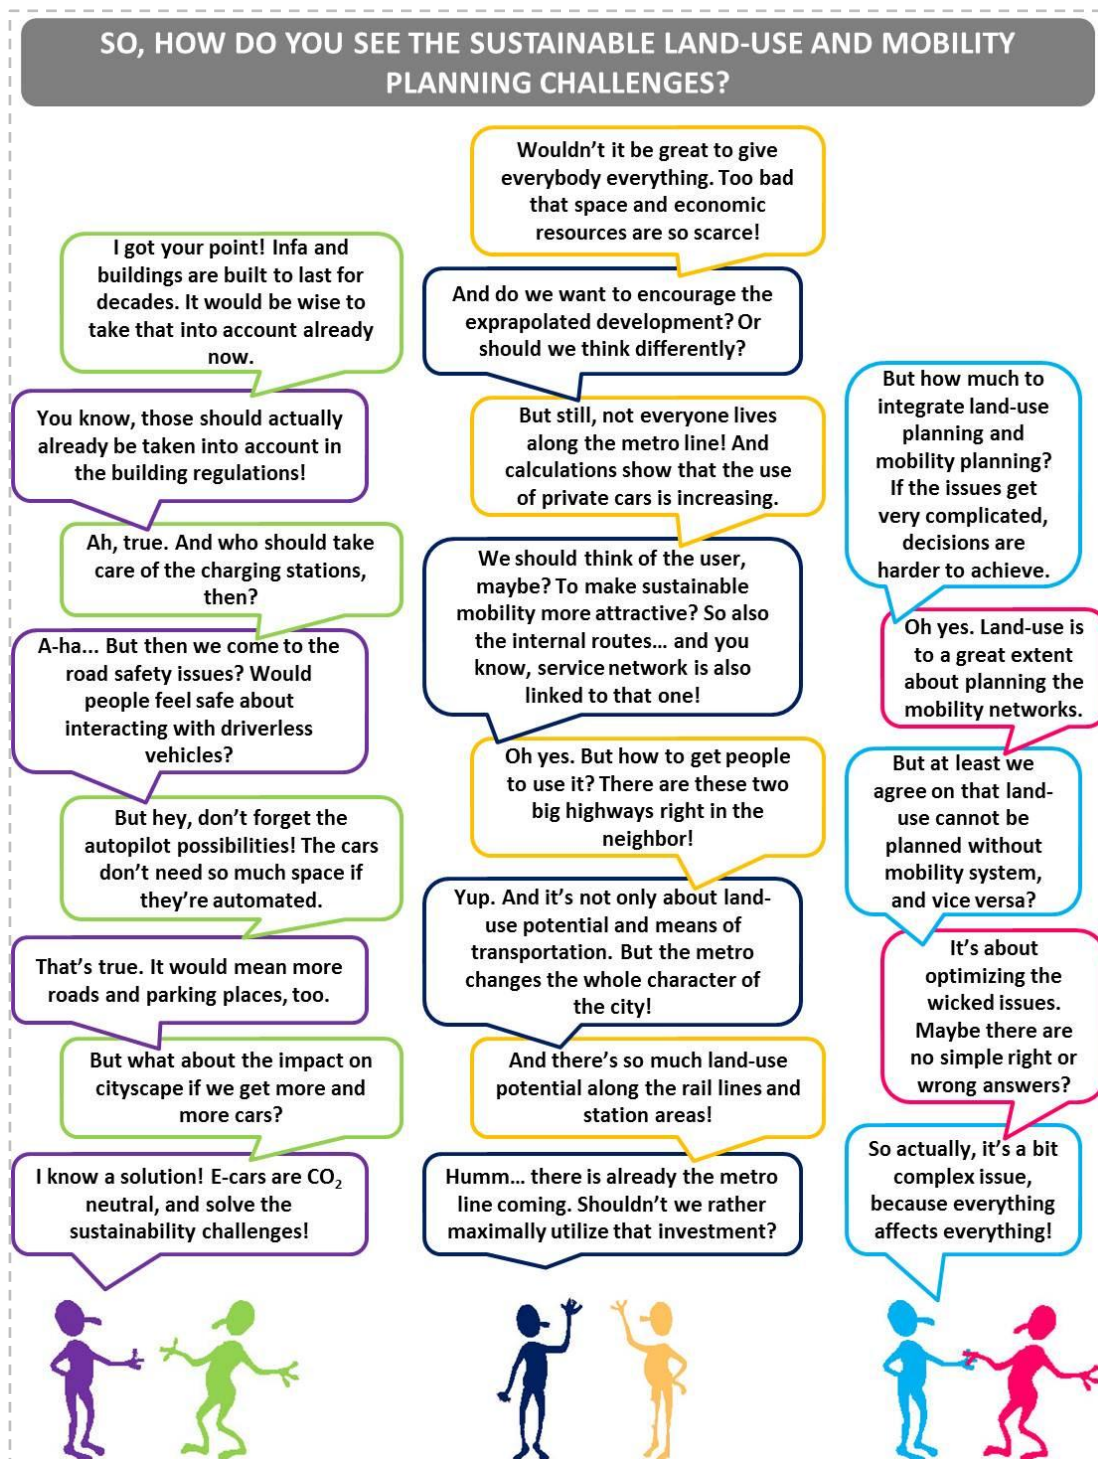 SO, HOW DO YOU SEE THE SUSTAINABLE LAND-USE AND MOBILITY
PLANNING CHALLENGES?
I got your point! Infa and
buildings are built to last for
decades. It would be wise to
take that into account already
now.
You know, those should actually
already be taken into account in
the building regulations!
Ah, true. And who should take
care of the charging stations,
then?
A-ha... But then we come to the
road safety issues? Would
people feel safe about
interacting with driverless
vehicles?
But hey, don't forget the
autopilot possibilities! The cars
don't need so much space if
they're automated.
That's true. It would mean more
roads and parking places, too.
But what about the impact on
cityscape if we get more and
more cars?
I know a solution! E-cars are CO₂
neutral, and solve the
sustainability challenges!
Wouldn't it be great to give
everybody everything. Too bad
that space and economic
resources are so scarce!
And do we want to encourage the
exprapolated development? Or
should we think differently?
But still, not everyone lives
along the metro line! And
calculations show that the use
of private cars is increasing.
We should think of the user,
maybe? To make sustainable
mobility more attractive? So also
the internal routes... and you
know, service network is also
linked to that one!
Oh yes. But how to get people
to use it? There are these two
big highways right in the
neighbor!
Yup. And it's not only about land-
use potential and means of
transportation. But the metro
changes the whole character of
the city!
And there's so much land-use
potential along the rail lines and
station areas!
Humm... there is already the metro
line coming. Shouldn't we rather
maximally utilize that investment?
But how much to
integrate land-use
planning and
mobility planning?
If the issues get
very complicated,
decisions are
harder to achieve.
Oh yes. Land-use is
to a great extent
about planning the
mobility networks.
But at least we
agree on that land-
use cannot be
planned without
mobility system,
and vice versa?
It's about
optimizing the
wicked issues.
Maybe there are
no simple right or
wrong answers?
So actually, it's a bit
complex issue,
because everything
affects everything!